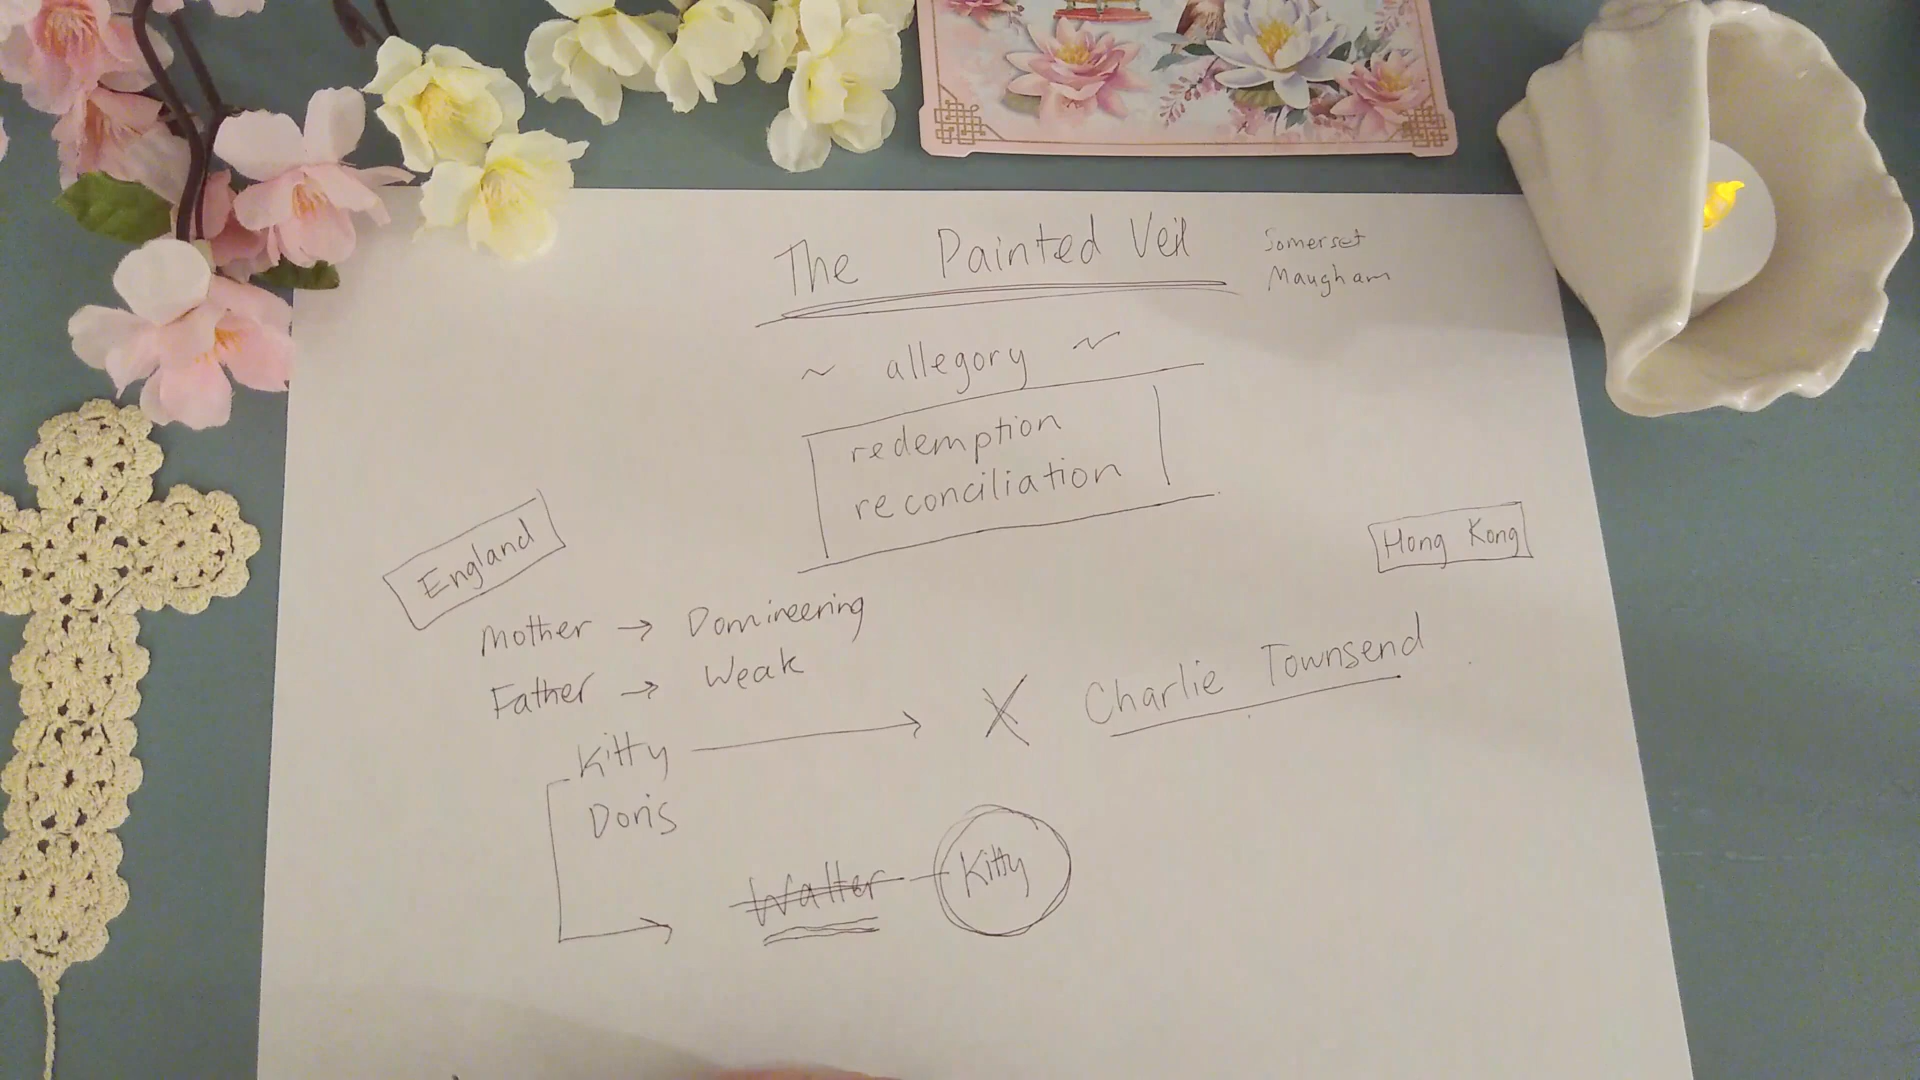 The Painted Veil
Somerset
Maugham
~ allegory ~
redemption
reconciliation
England
Hong Kong
Mother → Domineering
Father → Weak
Kitty → X Charlie Townsend
Doris
Walter - Kitty